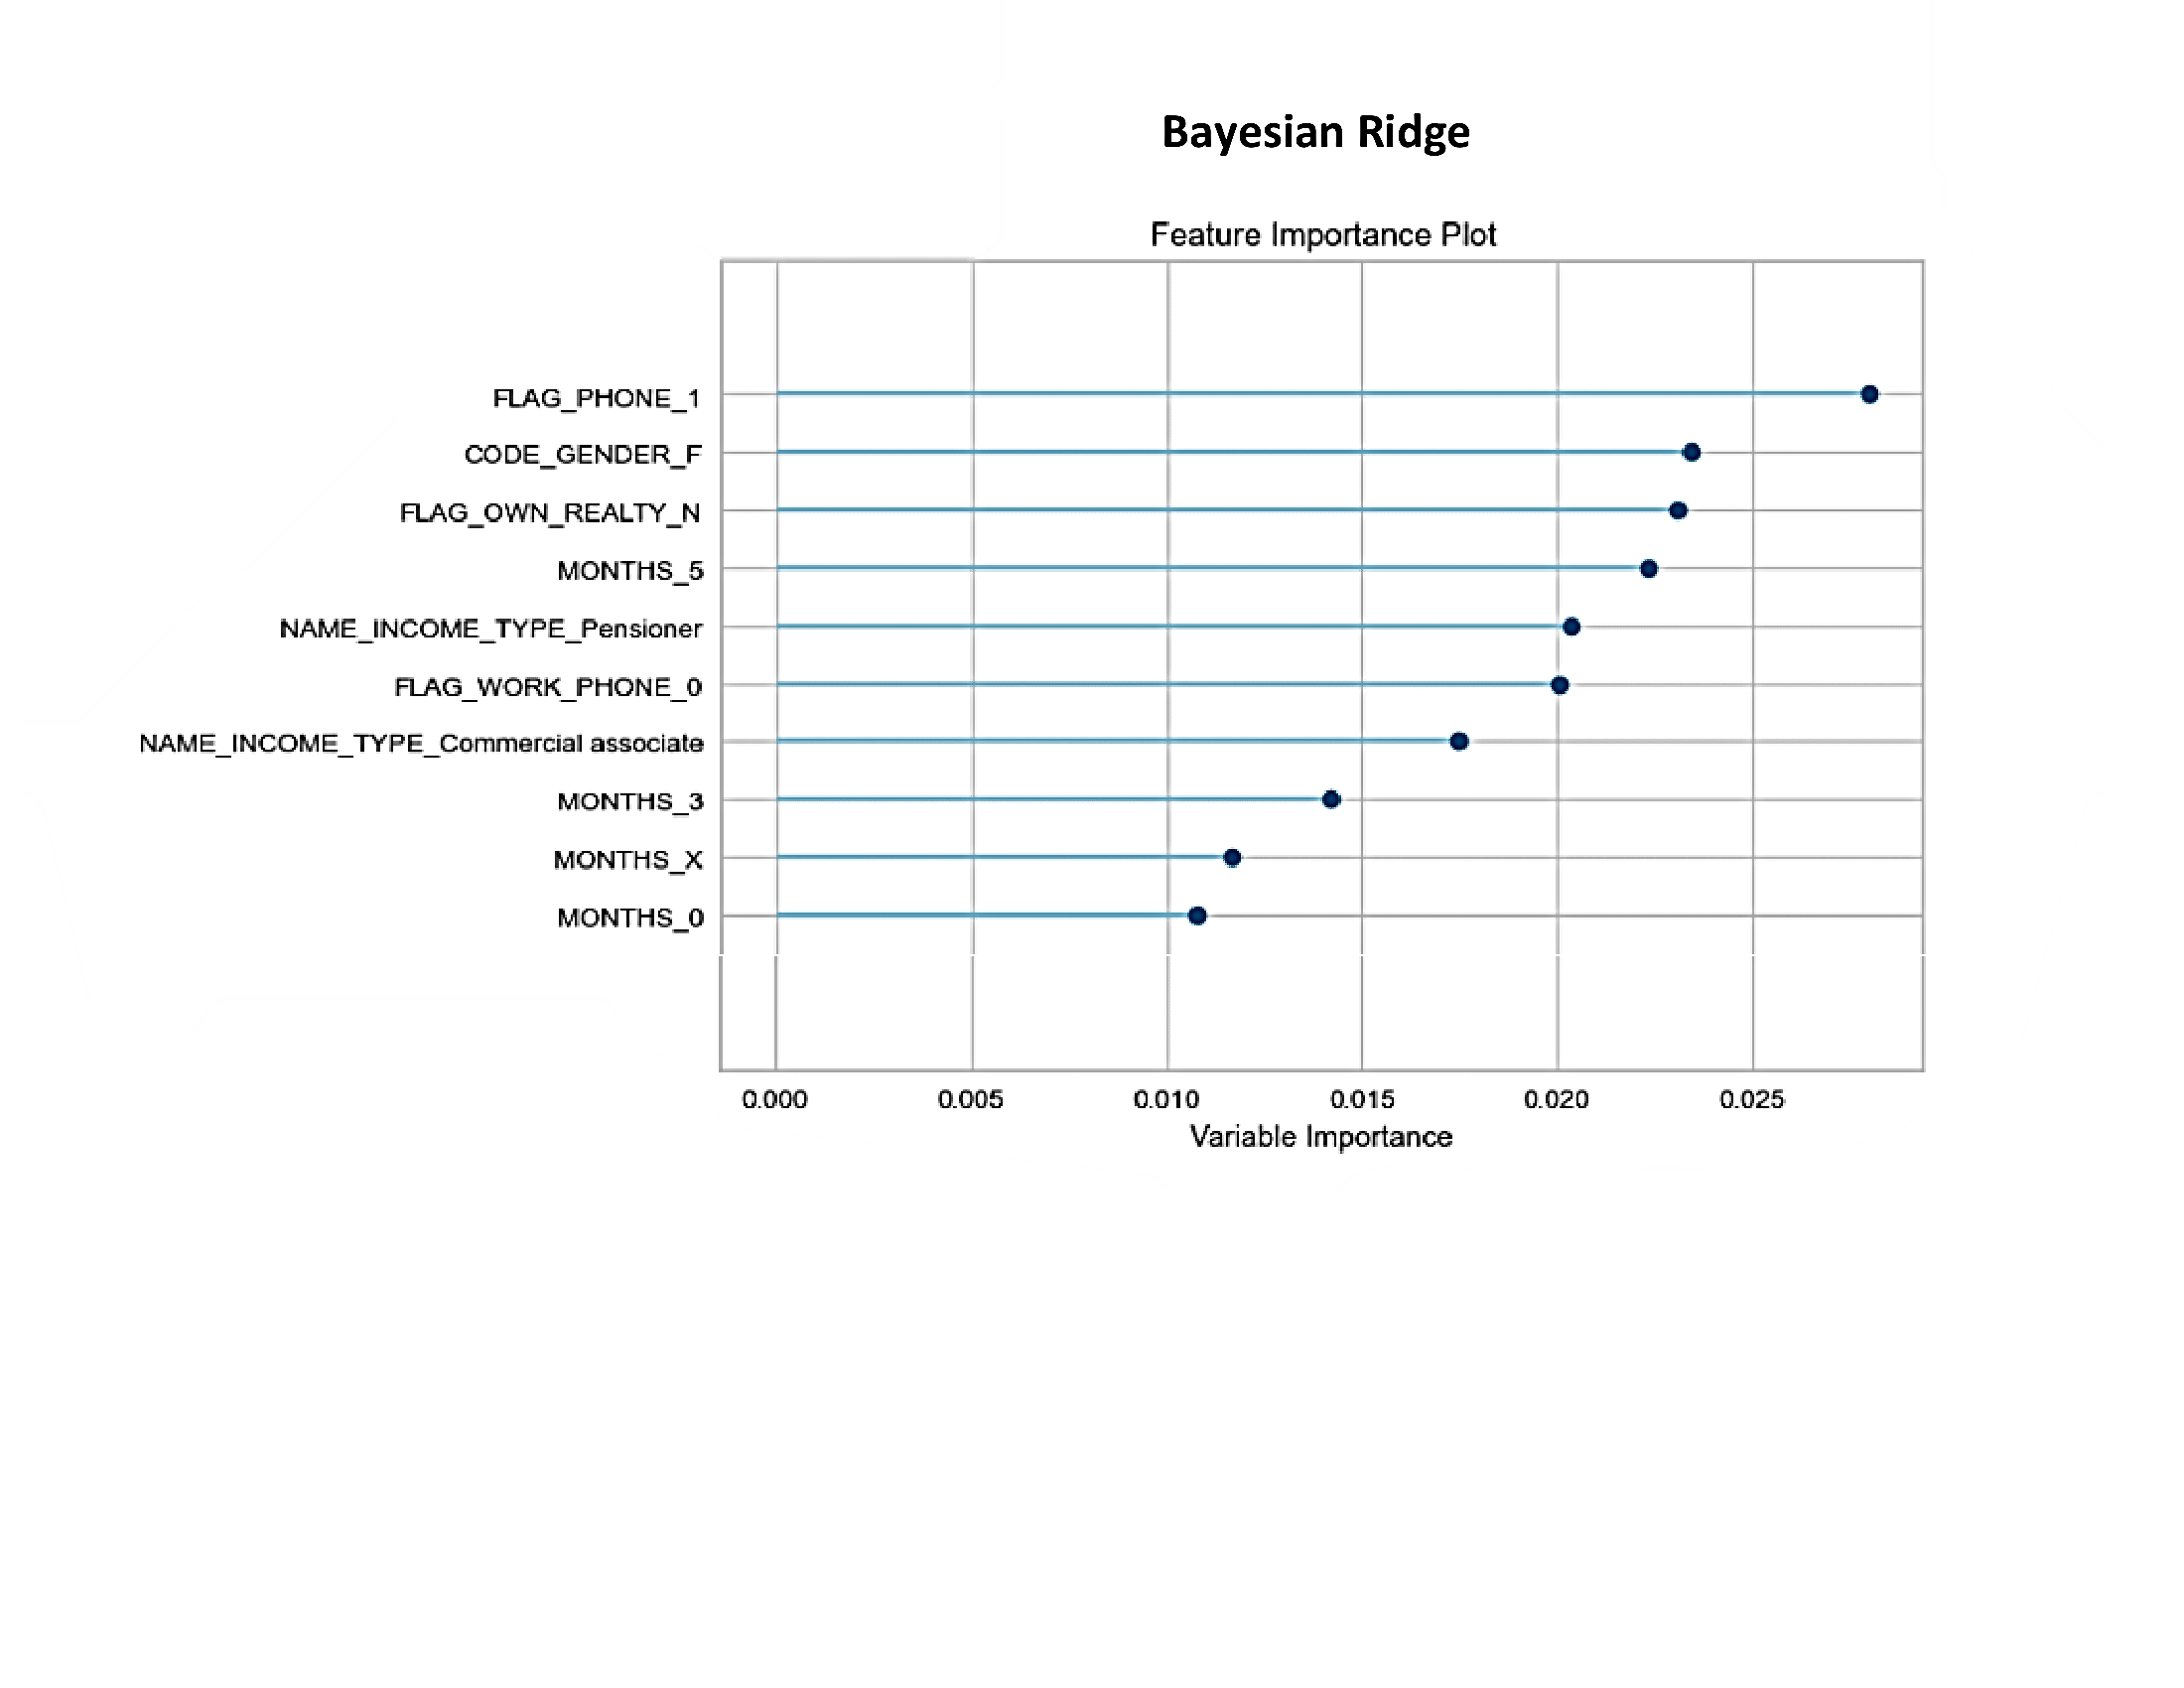 Bayesian Ridge
Feature Importance Plot
FLAG_PHONE_1
CODE_GENDER_F
FLAG_OWN_REALTY_N
MONTHS_5
NAME_INCOME_TYPE_Pensioner
FLAG_WORK_PHONE_0
NAME_INCOME_TYPE_Commercial associate
MONTHS_3
MONTHS_X
MONTHS_0
0.000 0.005 0.010 0.015 0.020 0.025
Variable Importance